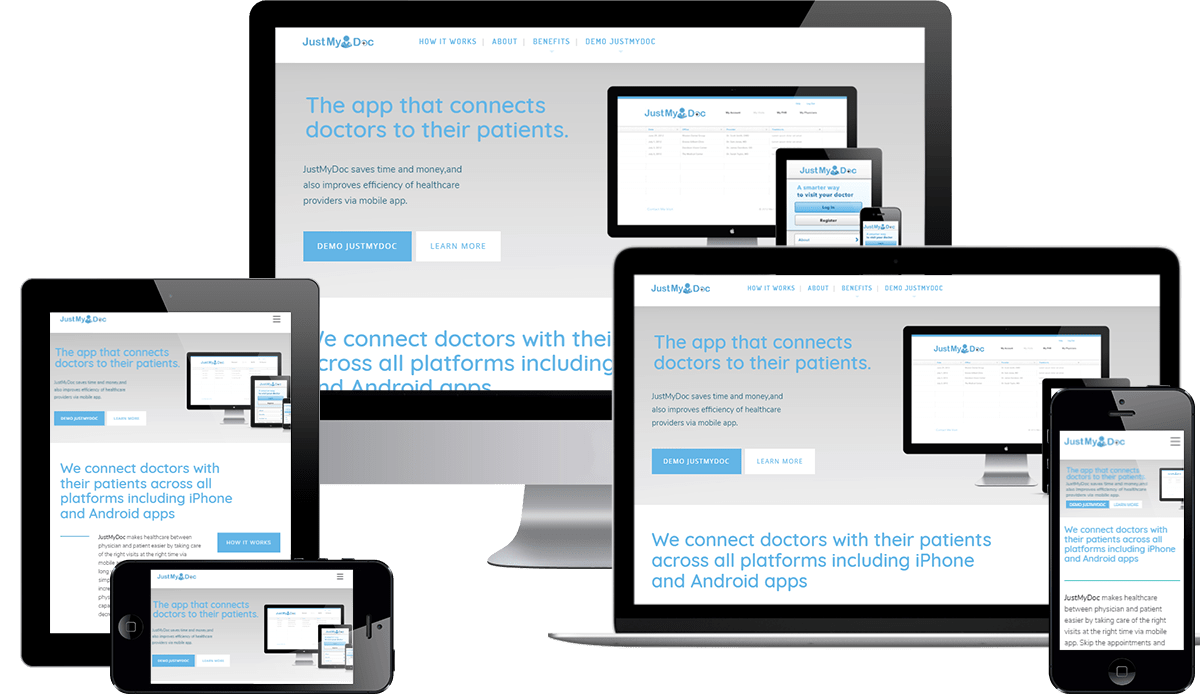 JustMyDoc
HOW IT WORKS | ABOUT | BENEFITS | DEMO JUSTMYDOC
The app that connects
doctors to their patients.
JustMyDoc saves time and money,and
also improves efficiency of healthcare
providers via mobile app.
DEMO JUSTMYDOC
LEARN MORE
JustMyDoc
My Account
My Physicians
JustMyDoc
A smarter way
to visit your doctor
Log In
Register
About
JustMyDoc
We connect doctors with thei
across all platforms including
and Android apps
JustMyDoc
HOW IT WORKS | ABOUT | BENEFITS | DEMO JUSTMYDOC
The app that connects
doctors to their patients.
JustMyDoc saves time and money,and
also improves efficiency of healthcare
providers via mobile app.
DEMO JUSTMYDOC
LEARN MORE
JustMyDoc
We connect doctors with their patients
across all platforms including iPhone
and Android apps
JustMyDoc
The app that connects
doctors to their patients.
JustMyDoc saves time and money,and
also improves efficiency of healthcare
providers via mobile app.
DEMO JUSTMYDOC
LEARN MORE
JustMyDoc
We connect doctors with
their patients across all
platforms including iPhone
and Android apps
JustMyDoc makes healthcare between
physician and patient easier by taking care
of the right visits at the right time via
HOW IT WORKS
JustMyDoc
The app that connects
doctors to their patients.
JustMyDoc saves time and money,and
also improves efficiency of healthcare
providers via mobile app.
DEMO JUSTMYDOC
LEARN MORE
JustMyDoc
The app that connects
doctors to their patients.
JustMyDoc saves time and money,and
also improves efficiency of healthcare
providers via mobile app.
DEMO JUSTMYDOC
LEARN MORE
We connect doctors with
their patients across all
platforms including iPhone
and Android apps
JustMyDoc makes healthcare
between physician and patient
easier by taking care of the right
visits at the right time via mobile
app. Skip the appointments and